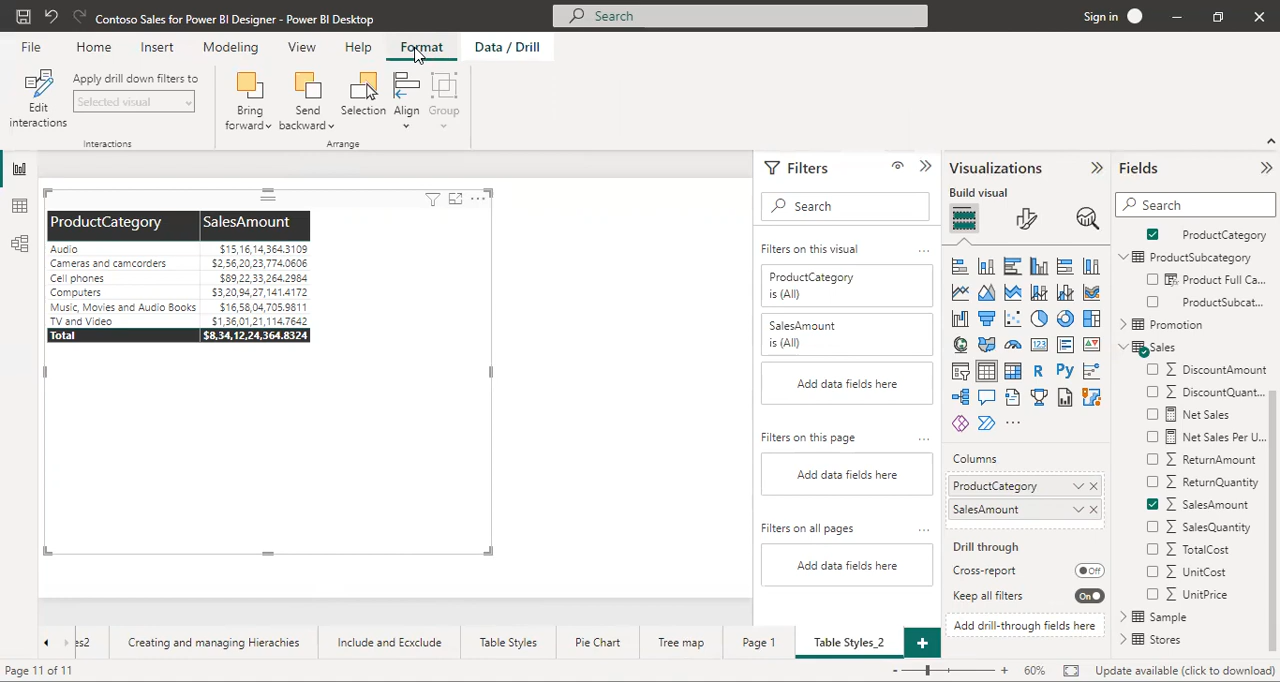 Contoso Sales for Power BI Designer - Power BI Desktop
Search
Sign in
File
Home
Insert
Modeling
View
Help
Format
Data / Drill
Edit interactions
Apply drill down filters to
Selected visual
Interactions
Bring forward
Send backward
Selection
Align
Group
Arrange
ProductCategory SalesAmount
Audio $15,16,14,364.3109
Cameras and camcorders $2,56,20,23,774.0606
Cell phones $89,22,33,264.2984
Computers $3,20,94,27,141.4172
Music, Movies and Audio Books $16,58,04,705.9811
TV and Video $1,36,01,21,114.7642
Total $8,34,12,24,364.8324
Filters
Search
Filters on this visual
ProductCategory
is (All)
SalesAmount
is (All)
Add data fields here
Filters on this page
Add data fields here
Filters on all pages
Add data fields here
Visualizations
Build visual
123
R
Py
Columns
ProductCategory
SalesAmount
Drill through
Cross-report Off
Keep all filters On
Add drill-through fields here
Fields
Search
ProductCategory
ProductSubcategory
Product Full Ca...
ProductSubcat...
Promotion
Sales
DiscountAmount
DiscountQuant...
Net Sales
Net Sales Per U...
ReturnAmount
ReturnQuantity
SalesAmount
SalesQuantity
TotalCost
UnitCost
UnitPrice
Sample
Stores
es2
Creating and managing Hierachies
Include and Ecxclude
Table Styles
Pie Chart
Tree map
Page 1
Table Styles_2
Page 11 of 11
60%
Update available (click to download)